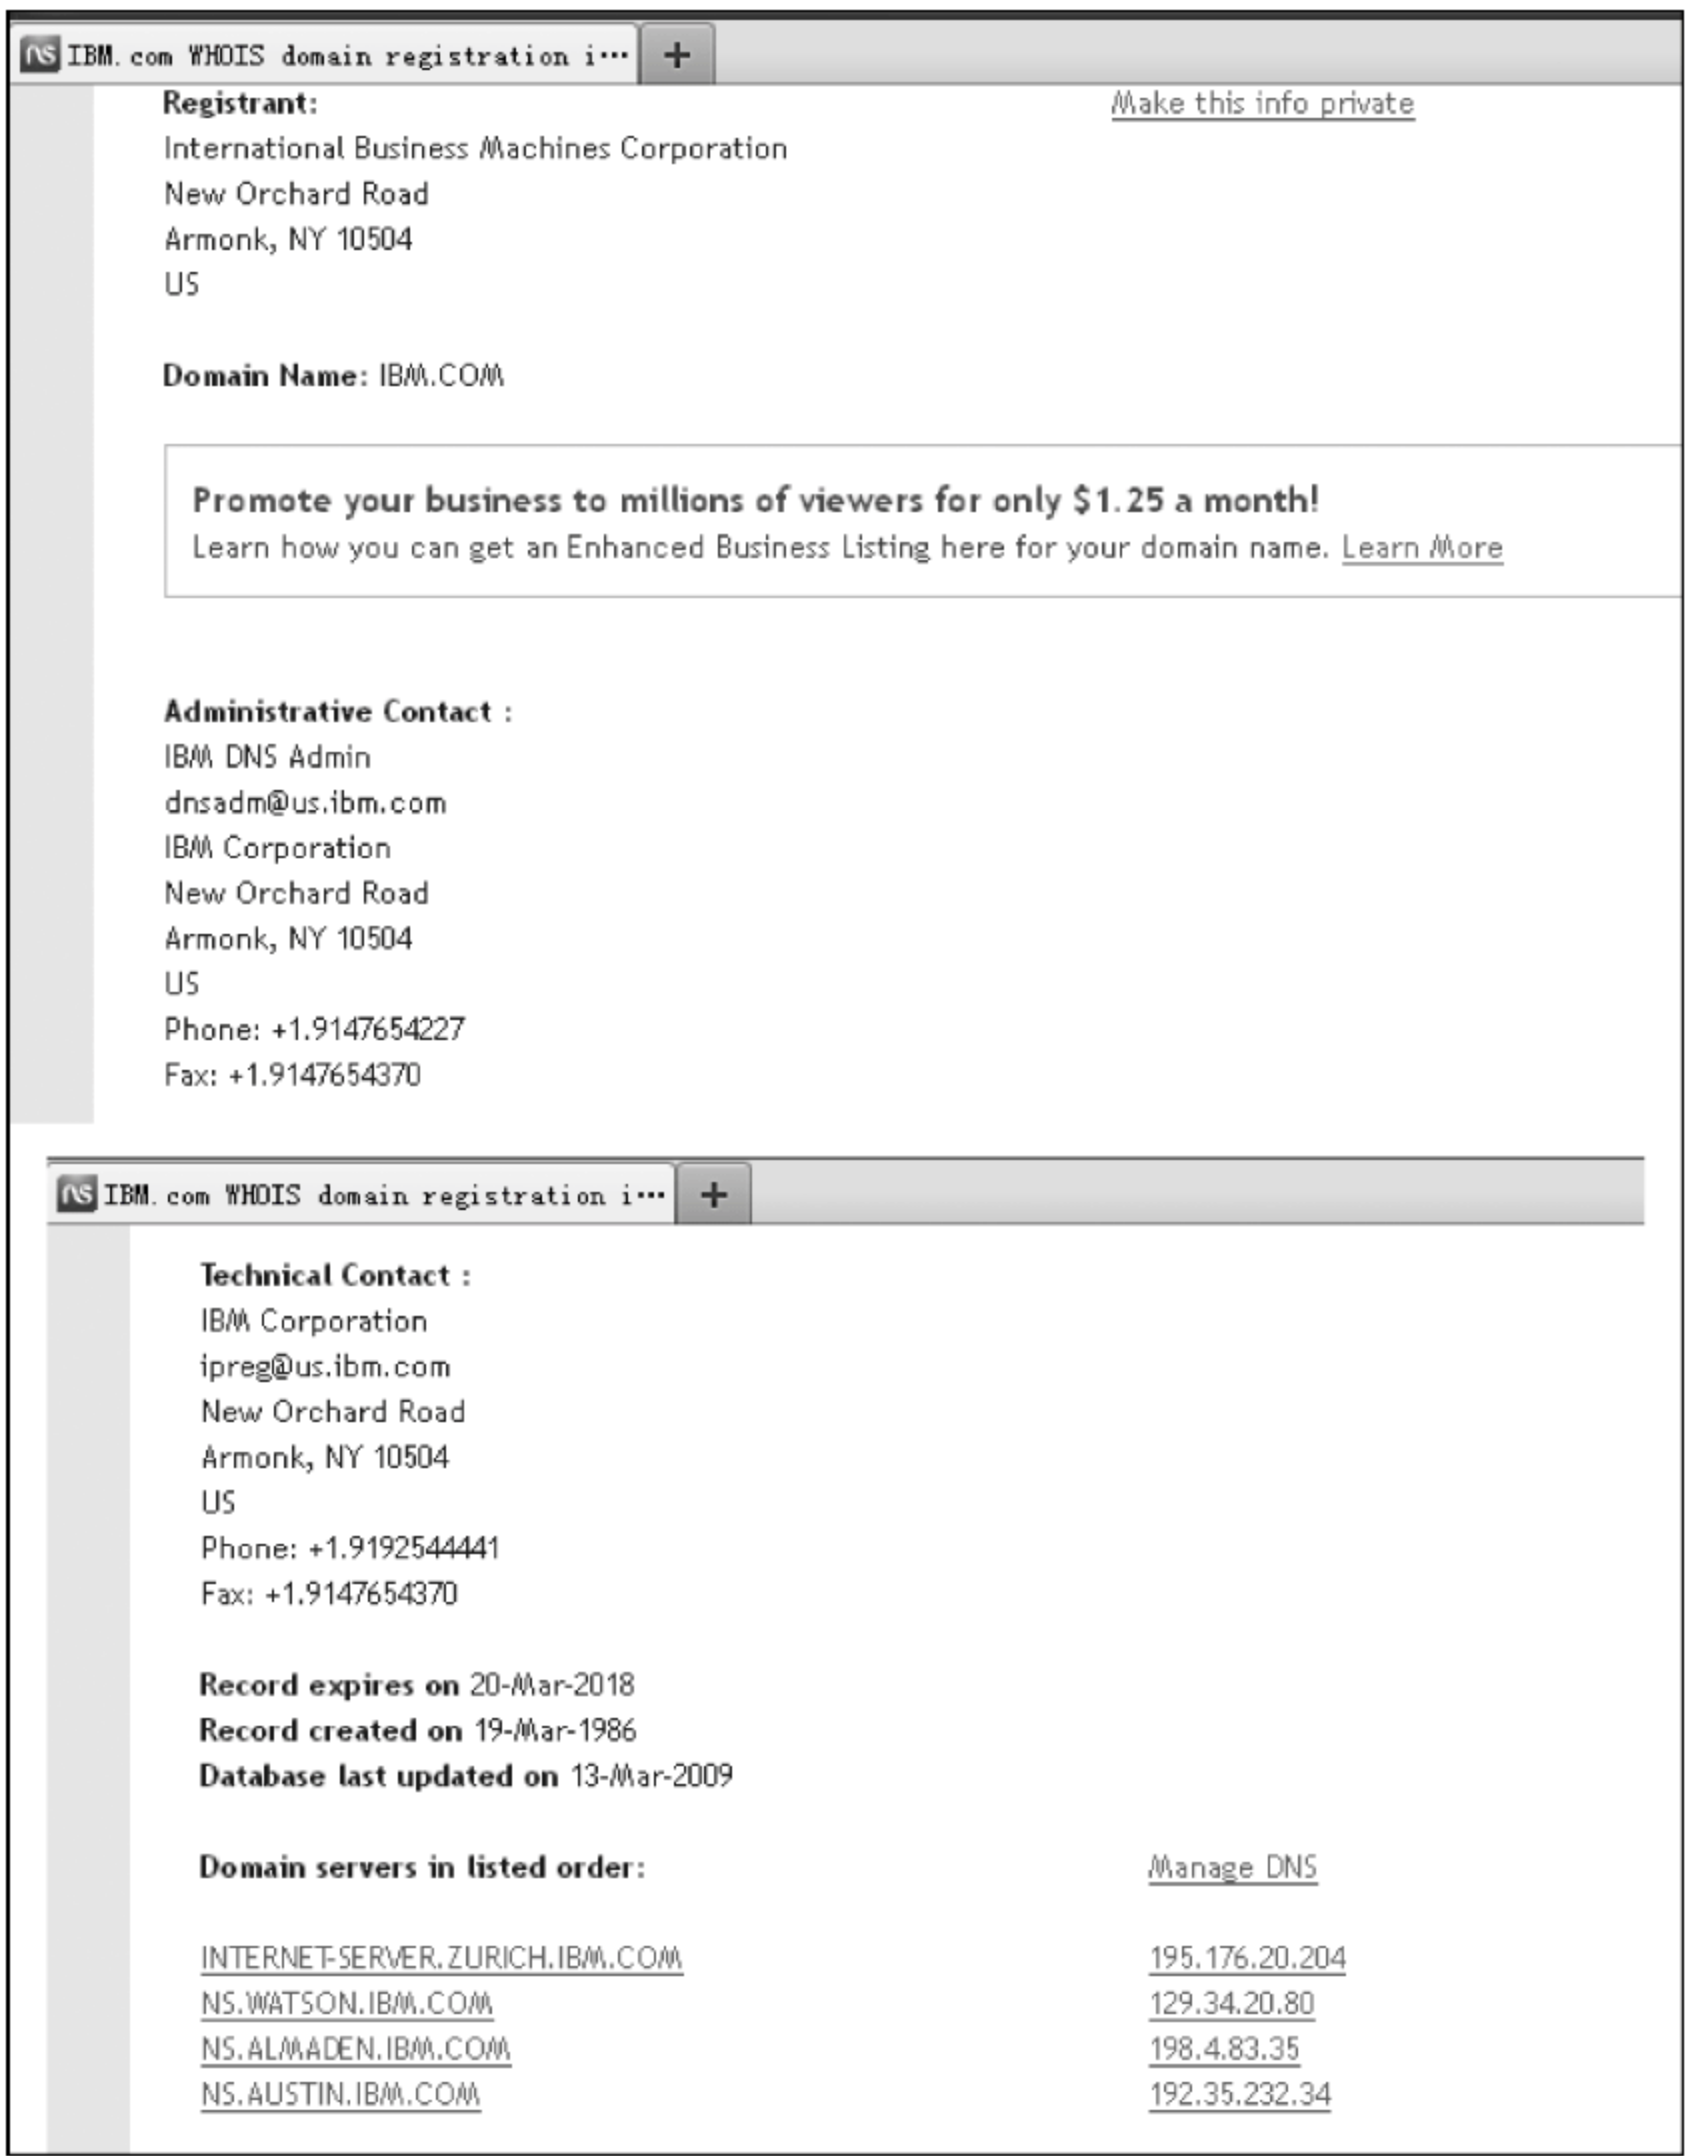 NS IBM.com WHOIS domain registration i··· +
Registrant: Make this info private
International Business Machines Corporation
New Orchard Road
Armonk, NY 10504
US
Domain Name: IBM.COM
Promote your business to millions of viewers for only $1.25 a month!
Learn how you can get an Enhanced Business Listing here for your domain name. Learn More
Administrative Contact :
IBM DNS Admin
dnsadm@us.ibm.com
IBM Corporation
New Orchard Road
Armonk, NY 10504
US
Phone: +1.9147654227
Fax: +1.9147654370
NS IBM.com WHOIS domain registration i··· +
Technical Contact :
IBM Corporation
ipreg@us.ibm.com
New Orchard Road
Armonk, NY 10504
US
Phone: +1.9192544441
Fax: +1.9147654370
Record expires on 20-Mar-2018
Record created on 19-Mar-1986
Database last updated on 13-Mar-2009
Domain servers in listed order: Manage DNS
INTERNET-SERVER.ZURICH.IBM.COM 195.176.20.204
NS.WATSON.IBM.COM 129.34.20.80
NS.ALMADEN.IBM.COM 198.4.83.35
NS.AUSTIN.IBM.COM 192.35.232.34